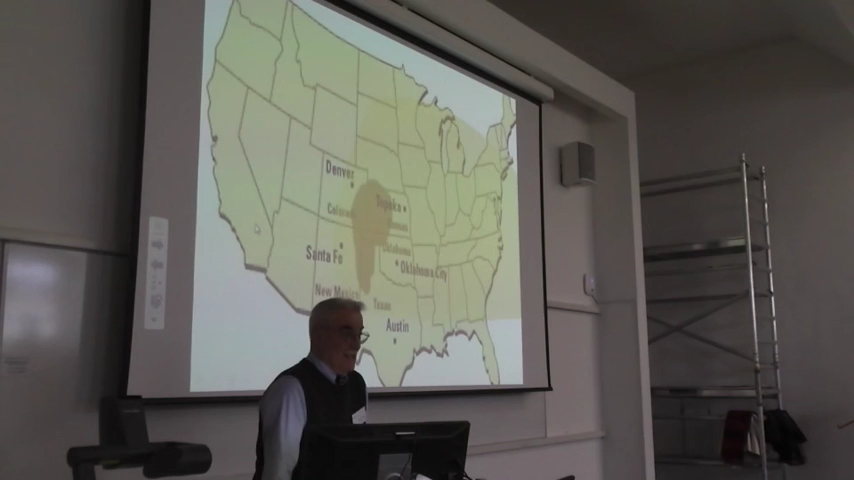 Denver
Topeka
Colorado
Kansas
Oklahoma
Santa Fe
Oklahoma City
New Mexico
Texas
Austin